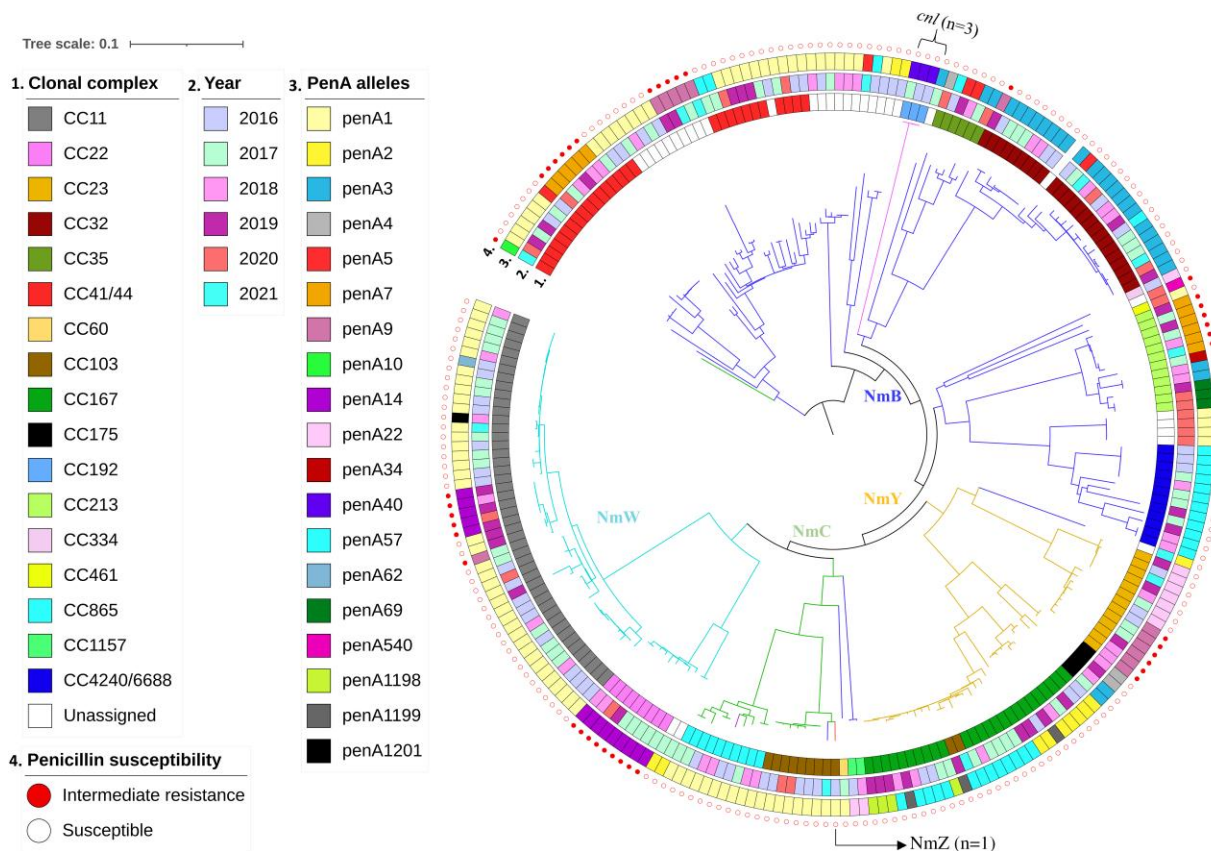 cnl (n=3)
Tree scale: 0.1
1. Clonal complex
CC11
CC22
CC23
CC32
CC35
CC41/44
CC60
CC103
CC167
CC175
CC192
CC213
CC334
CC461
CC865
CC1157
CC4240/6688
Unassigned
2. Year
2016
2017
2018
2019
2020
2021
3. PenA alleles
penA1
penA2
penA3
penA4
penA5
penA7
penA9
penA10
penA14
penA22
penA34
penA40
penA57
penA62
penA69
penA540
penA1198
penA1199
penA1201
4. Penicillin susceptibility
Intermediate resistance
Susceptible
4.
3.
2.
1.
NmB
NmY
NmC
NmW
NmZ (n=1)